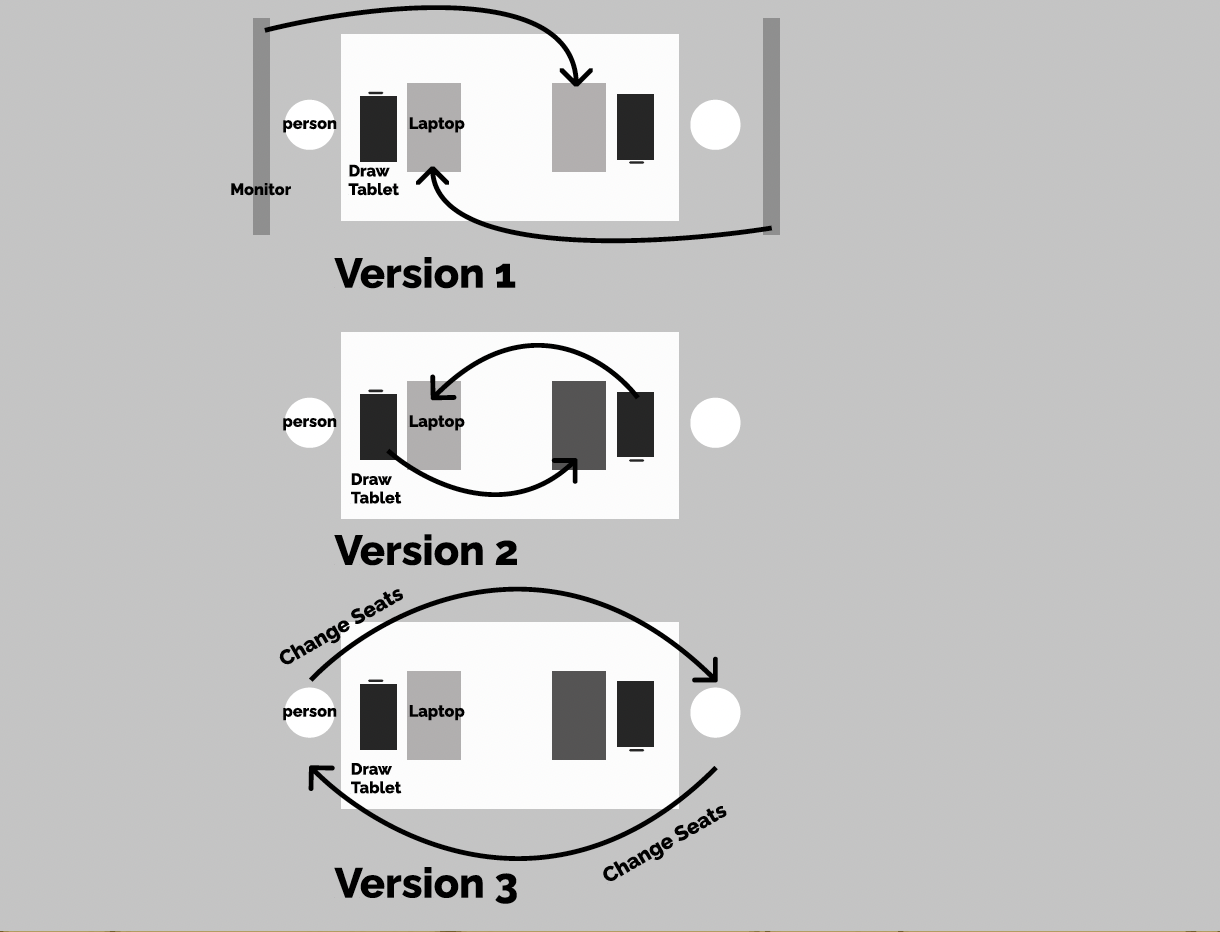 person
Laptop
Draw
Tablet
Monitor
Version 1
person
Laptop
Draw
Tablet
Version 2
Change Seats
person
Laptop
Draw
Tablet
Change Seats
Version 3